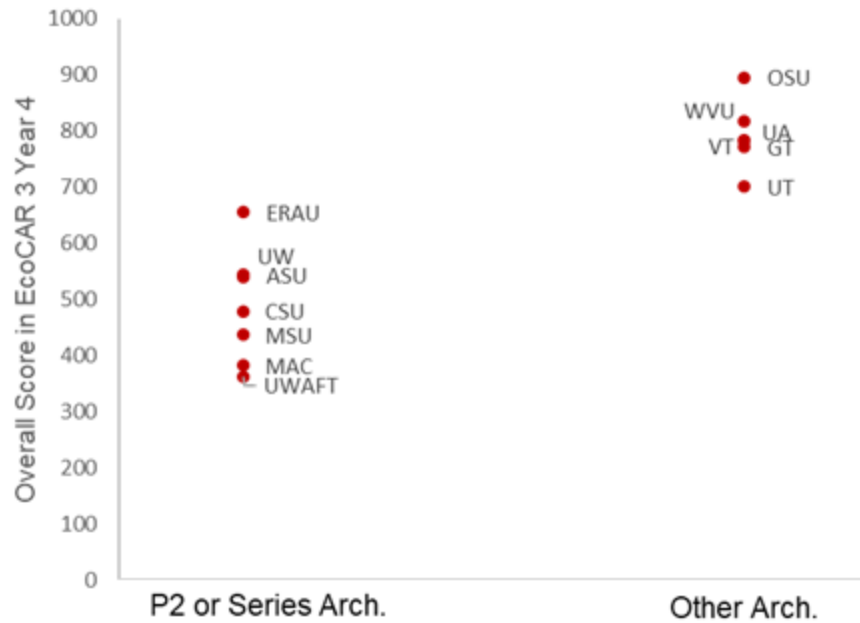 Overall Score in EcoCAR 3 Year 4
1000
900
800
700
600
500
400
300
200
100
0
OSU
WVU
UA
VT
GT
UT
ERAU
UW
ASU
CSU
MSU
MAC
UWAFT
P2 or Series Arch.
Other Arch.